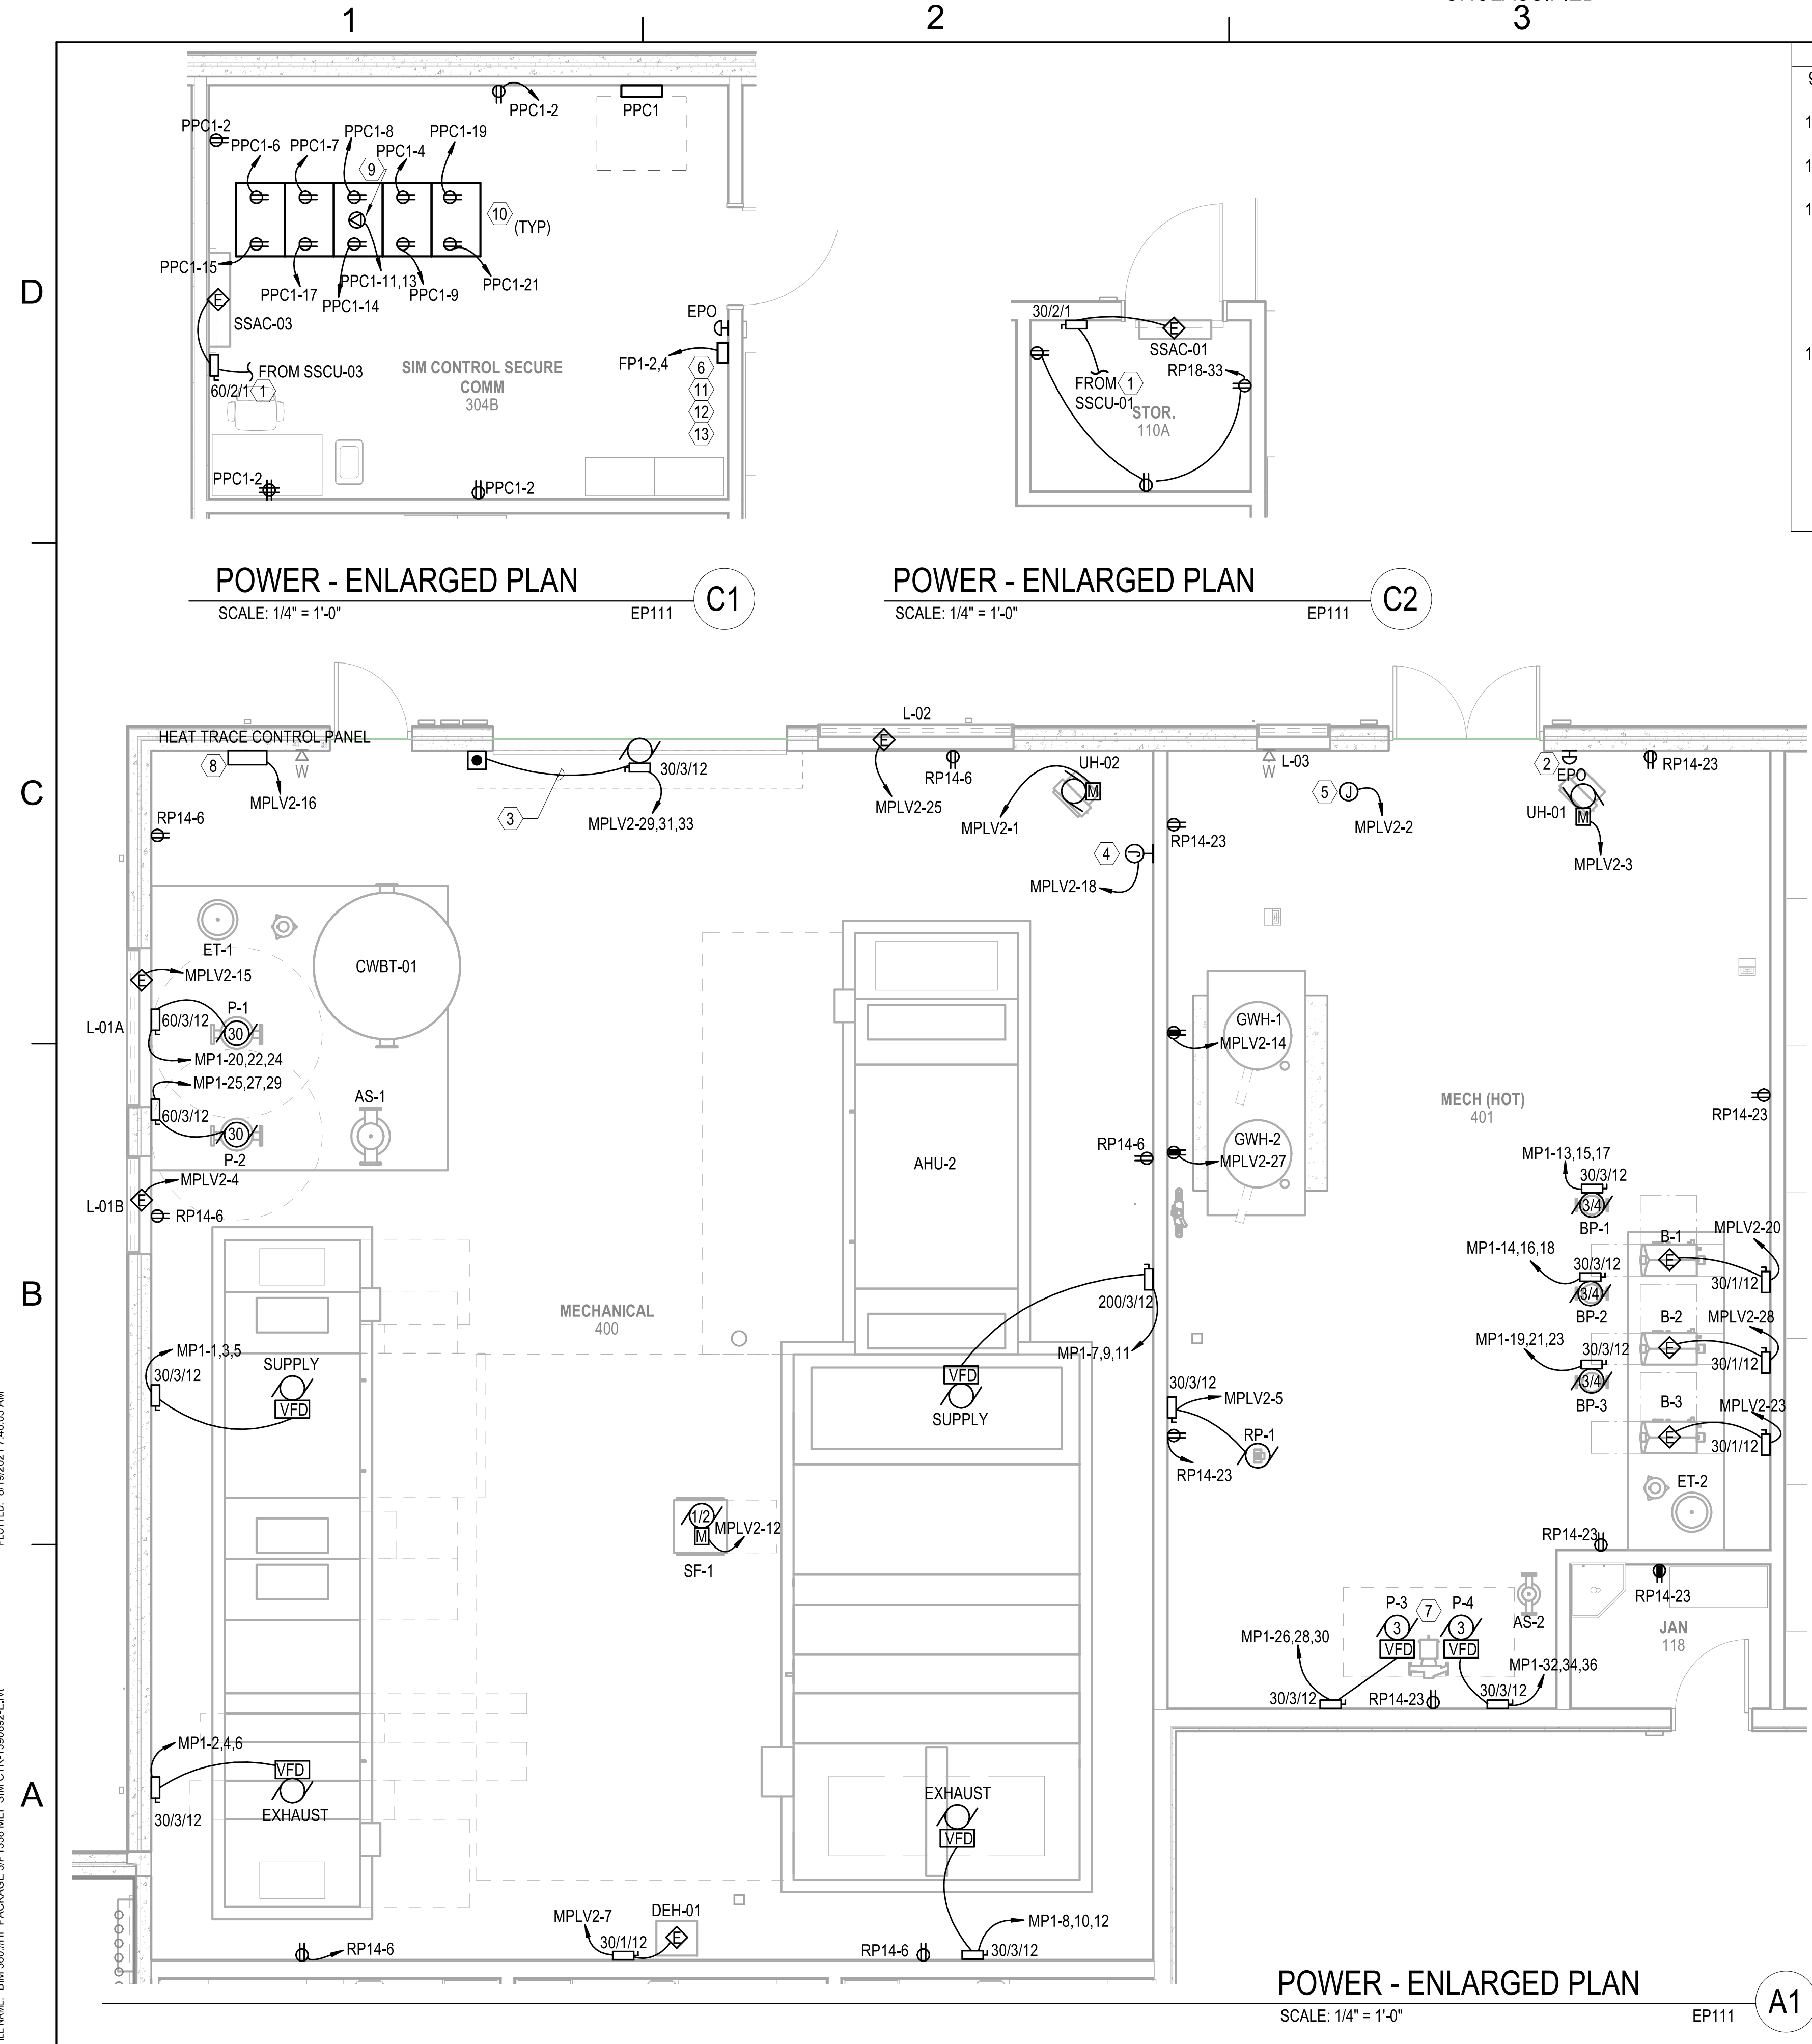 1
2
3
D
C
B
A
PPC1-2
PPC1
PPC1-2
PPC1-6
PPC1-7
PPC1-8
PPC1-4
PPC1-19
9
10
(TYP)
PPC1-15
PPC1-17
PPC1-14
PPC1-11,13
PPC1-9
PPC1-21
E
SSAC-03
EPO
FP1-2,4
6
11
12
13
FROM SSCU-03
60/2/1
1
SIM CONTROL SECURE
COMM
304B
PPC1-2
PPC1-2
30/2/1
E
SSAC-01
FROM
SSCU-01
1
RP18-33
STOR.
110A
POWER - ENLARGED PLAN
C1
SCALE: 1/4" = 1'-0"
EP111
POWER - ENLARGED PLAN
C2
SCALE: 1/4" = 1'-0"
EP111
HEAT TRACE CONTROL PANEL
8
MPLV2-16
W
3
30/3/12
MPLV2-29,31,33
L-02
E
MPLV2-25
RP14-6
UH-02
M
MPLV2-1
L-03
W
5
J
MPLV2-2
2
EPO
RP14-23
UH-01
M
MPLV2-3
RP14-6
RP14-23
4
J
MPLV2-18
ET-1
CWBT-01
E
MPLV2-15
L-01A
60/3/12
P-1
30
MP1-20,22,24
MP1-25,27,29
60/3/12
30
P-2
AS-1
MPLV2-4
E
L-01B
RP14-6
GWH-1
MPLV2-14
GWH-2
MPLV2-27
RP14-6
AHU-2
MECH (HOT)
401
RP14-23
MP1-13,15,17
30/3/12
3/4
BP-1
MP1-14,16,18
30/3/12
3/4
BP-2
MP1-19,21,23
30/3/12
3/4
BP-3
B-1
E
MPLV2-20
30/1/12
B-2
E
MPLV2-28
30/1/12
B-3
E
MPLV2-23
30/1/12
ET-2
MECHANICAL
400
200/3/12
MP1-7,9,11
VFD
SUPPLY
MP1-1,3,5
30/3/12
SUPPLY
VFD
30/3/12
MPLV2-5
RP-1
RP14-23
1/2
M
MPLV2-12
SF-1
RP14-23
RP14-23
JAN
118
P-3
7
P-4
3
3
VFD
VFD
AS-2
MP1-26,28,30
30/3/12
RP14-23
30/3/12
MP1-32,34,36
MP1-2,4,6
30/3/12
VFD
EXHAUST
EXHAUST
VFD
MP1-8,10,12
30/3/12
RP14-6
MPLV2-7
30/1/12
DEH-01
E
RP14-6
POWER - ENLARGED PLAN
A1
SCALE: 1/4" = 1'-0"
EP111